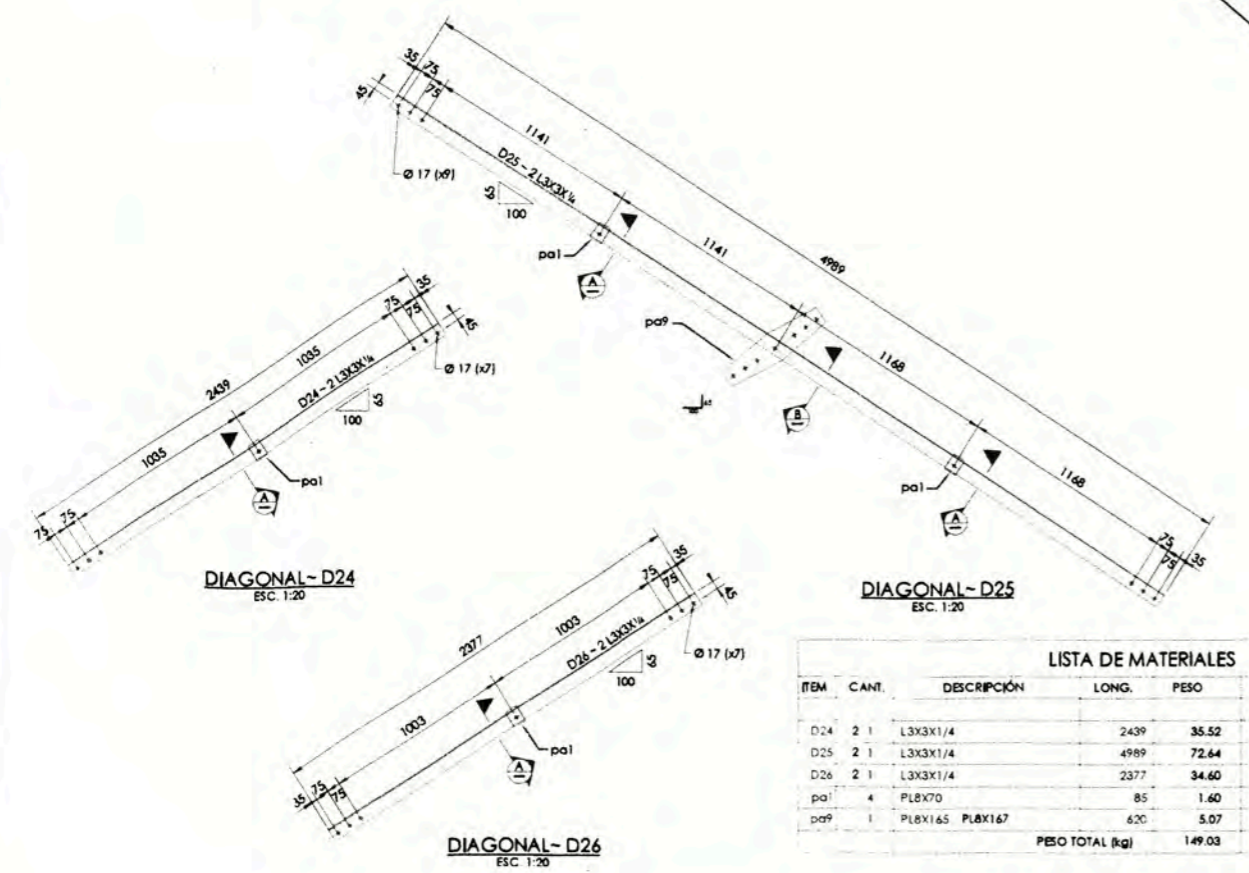 35
75
75
45
1141
D25 ~ 2 L3X3X¼
Ø 17 (x9)
100
pa1
A
1141
4989
pa9
B
1168
pa1
A
1168
75
75
35
DIAGONAL~ D25
ESC. 1:20
2439
1035
1035
75
75
35
45
D24 ~ 2 L3X3X¼
Ø 17 (x7)
100
75
75
pa1
A
DIAGONAL~ D24
ESC. 1:20
2377
1003
1003
75
75
35
45
D26 ~ 2 L3X3X¼
Ø 17 (x7)
100
35
75
75
pa1
A
DIAGONAL~ D26
ESC. 1:20
LISTA DE MATERIALES
ITEM CANT. DESCRIPCIÓN LONG. PESO
D24 2 1 L3X3X1/4 2439 35.52
D25 2 1 L3X3X1/4 4989 72.64
D26 2 1 L3X3X1/4 2377 34.60
pa1 4 PL8X70 85 1.60
pa9 1 PL8X165 PL8X167 620 5.07
PESO TOTAL (kg) 149.03